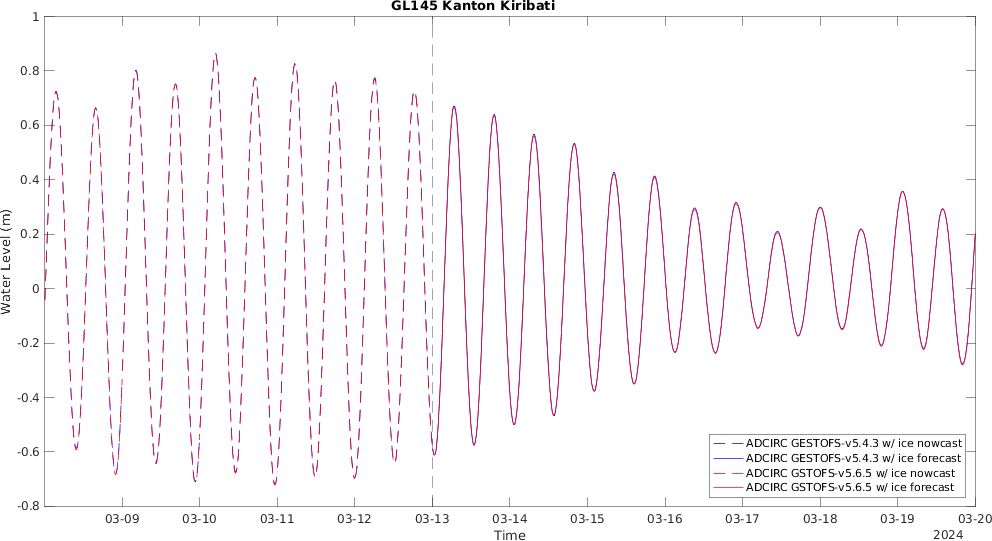 GL145 Kanton Kiribati
Water Level (m)
1
0.8
0.6
0.4
0.2
0
-0.2
-0.4
-0.6
-0.8
03-09 03-10 03-11 03-12 03-13 03-14 03-15 03-16 03-17 03-18 03-19 03-20
Time
2024
ADCIRC GESTOFS-v5.4.3 w/ ice nowcast
ADCIRC GESTOFS-v5.4.3 w/ ice forecast
ADCIRC GSTOFS-v5.6.5 w/ ice nowcast
ADCIRC GSTOFS-v5.6.5 w/ ice forecast